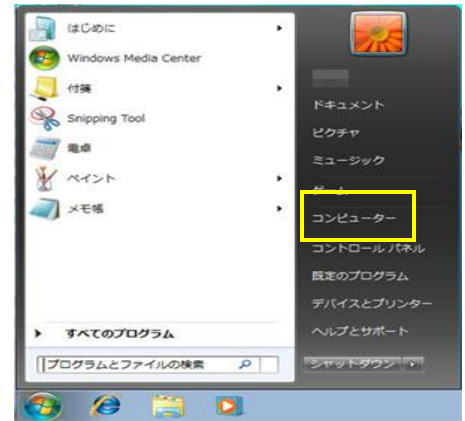 はじめに
Windows Media Center
付箋
Snipping Tool
電卓
ペイント
メモ帳
すべてのプログラム
プログラムとファイルの検索
ドキュメント
ピクチャ
ミュージック
ゲーム
コンピューター
コントロール パネル
既定のプログラム
デバイスとプリンター
ヘルプとサポート
シャットダウン